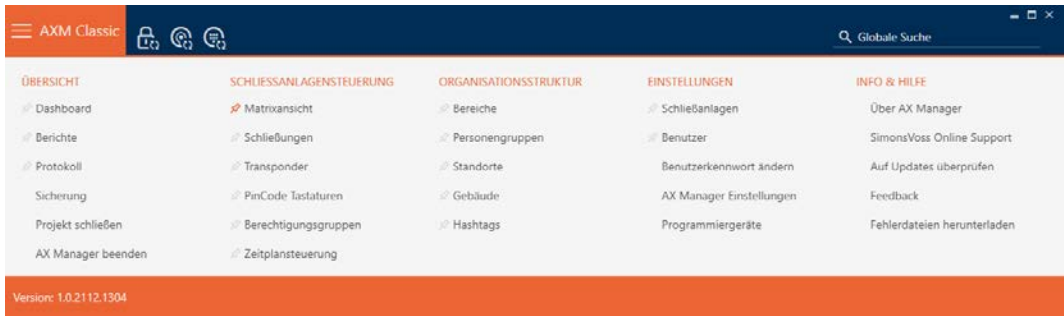 AXM Classic
Globale Suche
ÜBERSICHT
Dashboard
Berichte
Protokoll
Sicherung
Projekt schließen
AX Manager beenden
SCHLIESSANLAGENSTEUERUNG
Matrixansicht
Schließungen
Transponder
PinCode Tastaturen
Berechtigungsgruppen
Zeitplansteuerung
ORGANISATIONSSTRUKTUR
Bereiche
Personengruppen
Standorte
Gebäude
Hashtags
EINSTELLUNGEN
Schließanlagen
Benutzer
Benutzerkennwort ändern
AX Manager Einstellungen
Programmiergeräte
INFO & HILFE
Über AX Manager
SimonsVoss Online Support
Auf Updates überprüfen
Feedback
Fehlerdateien herunterladen
Version: 1.0.2112.1304